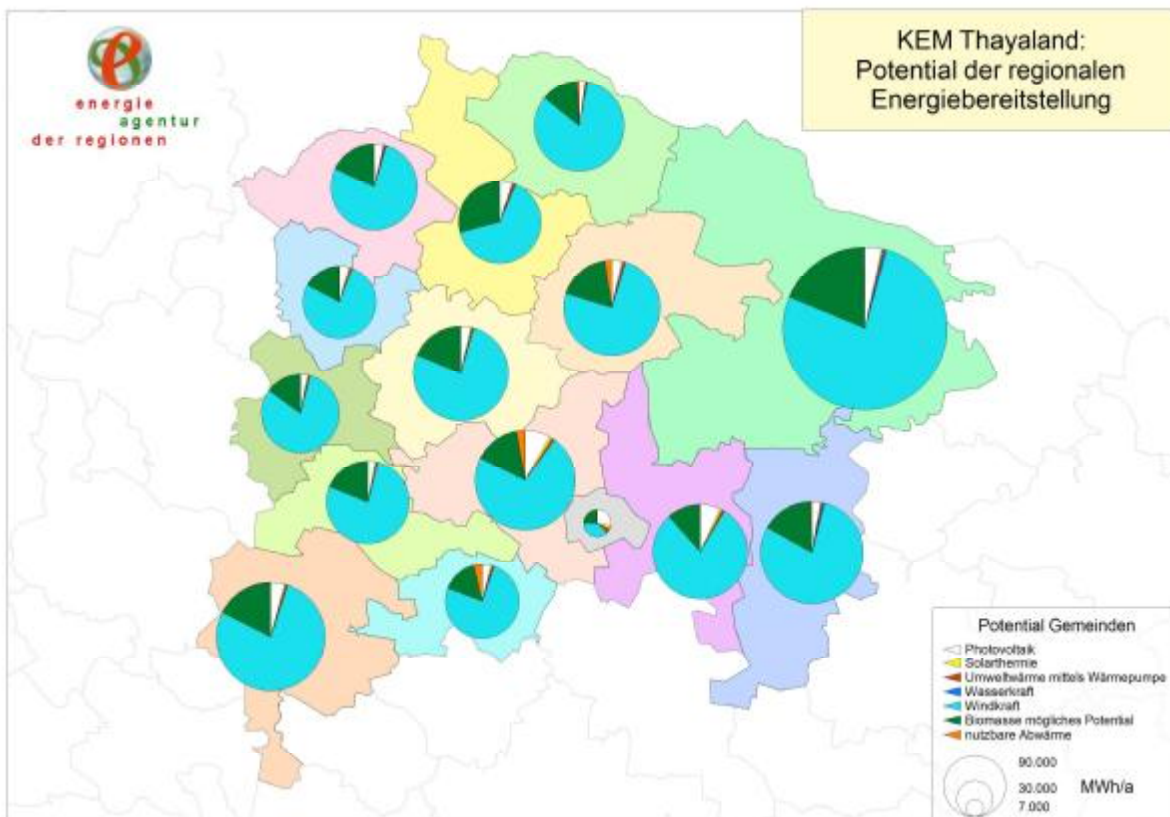 energie
agentur
der regionen
KEM Thayaland:
Potential der regionalen
Energiebereitstellung
Potential Gemeinden
Photovoltaik
Solarthermie
Umweltwärme mittels Wärmepumpe
Wasserkraft
Windkraft
Biomasse mögliches Potential
nutzbare Abwärme
90.000
30.000 MWh/a
7.000